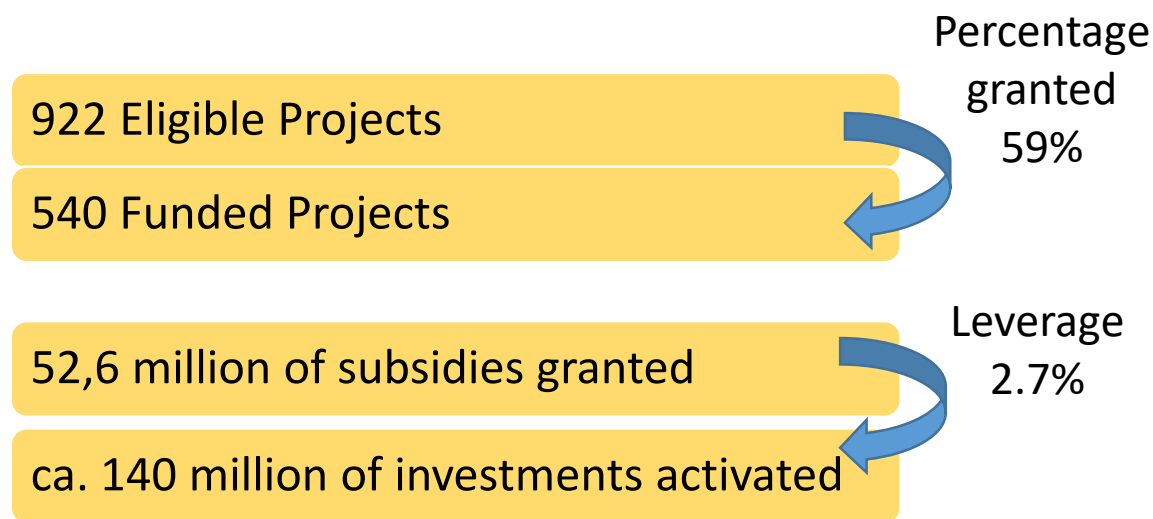 Percentage
granted
59%
922 Eligible Projects
540 Funded Projects
Leverage
2.7%
52,6 million of subsidies granted
ca. 140 million of investments activated